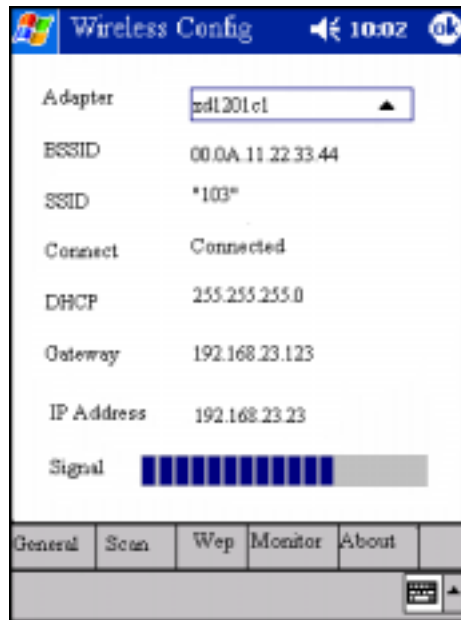 Wireless Config 10:02 ok
Adapter zd1201c1
BSSID 00.0A.11.22.33.44
SSID "103"
Connect Connected
DHCP 255.255.255.0
Gateway 192.168.23.123
IP Address 192.168.23.23
Signal
General Scan Wep Monitor About